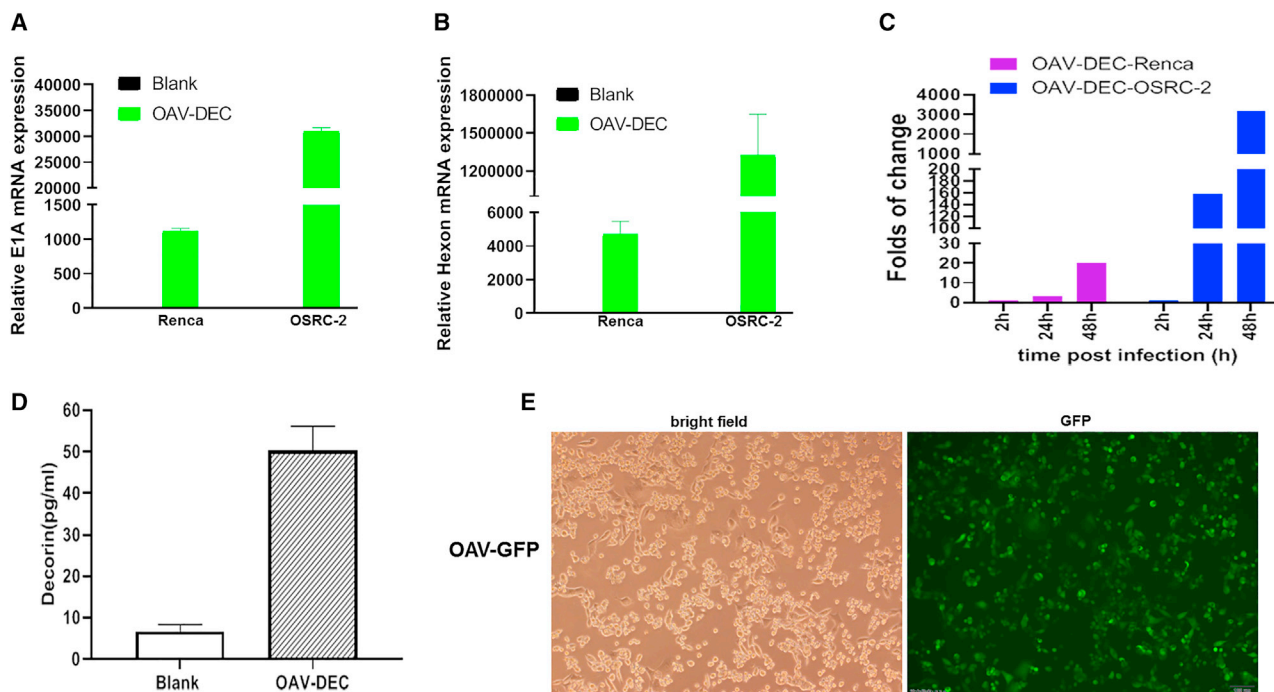 A
Relative E1A mRNA expression
40000
35000
30000
25000
20000
1500
1000
500
0
Blank
OAV-DEC
Renca
OSRC-2
B
Relative Hexon mRNA expression
1800000
1500000
1200000
6000
4000
2000
0
Blank
OAV-DEC
Renca
OSRC-2
C
OAV-DEC-Renca
OAV-DEC-OSRC-2
Folds of change
4000
3000
2000
1000
200
180
160
140
120
100
30
20
10
0
2h
24h
48h
2h
24h
48h
time post infection (h)
D
Decorin(pg/ml)
60
50
40
30
20
10
0
Blank
OAV-DEC
E
bright field
GFP
OAV-GFP